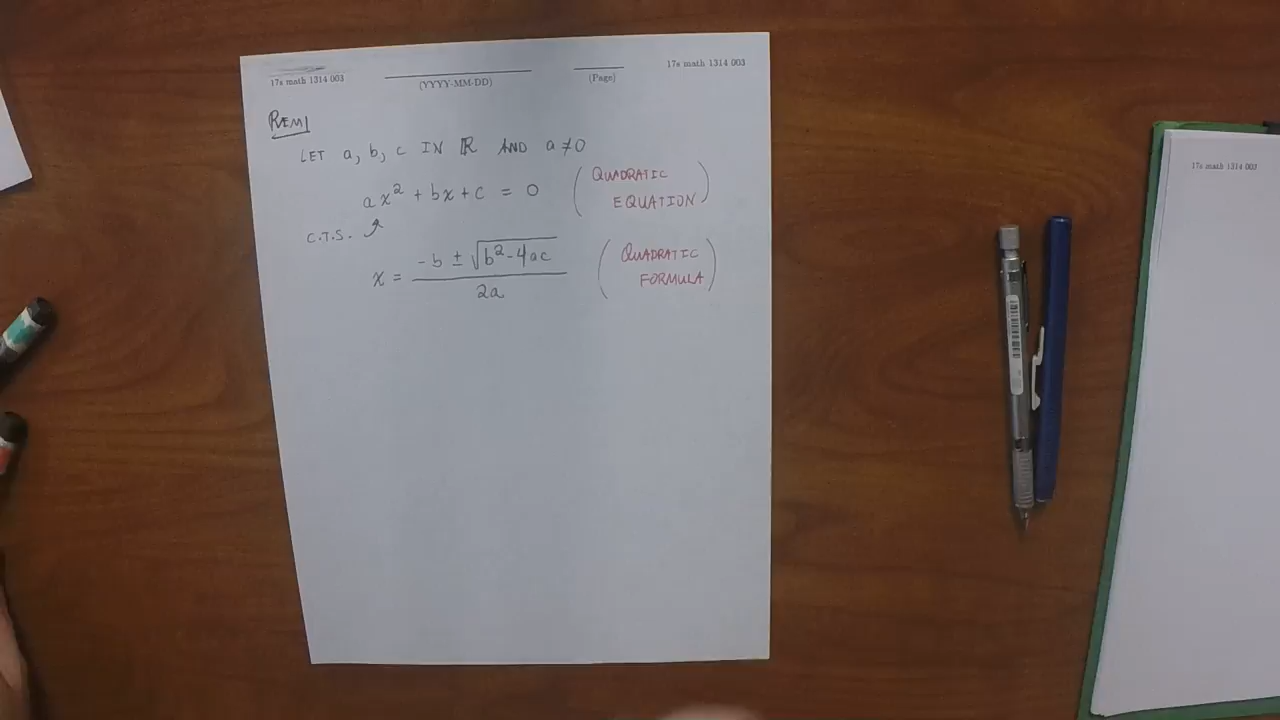 17s math 1314 003
(YYYY-MM-DD)
(Page)
17s math 1314 003
REM
LET a, b, c IN ℝ AND a ≠ 0
ax² + bx + c = 0 (QUADRATIC EQUATION)
C.T.S.
x = (-b ± √(b² - 4ac)) / 2a (QUADRATIC FORMULA)
17s math 1314 003